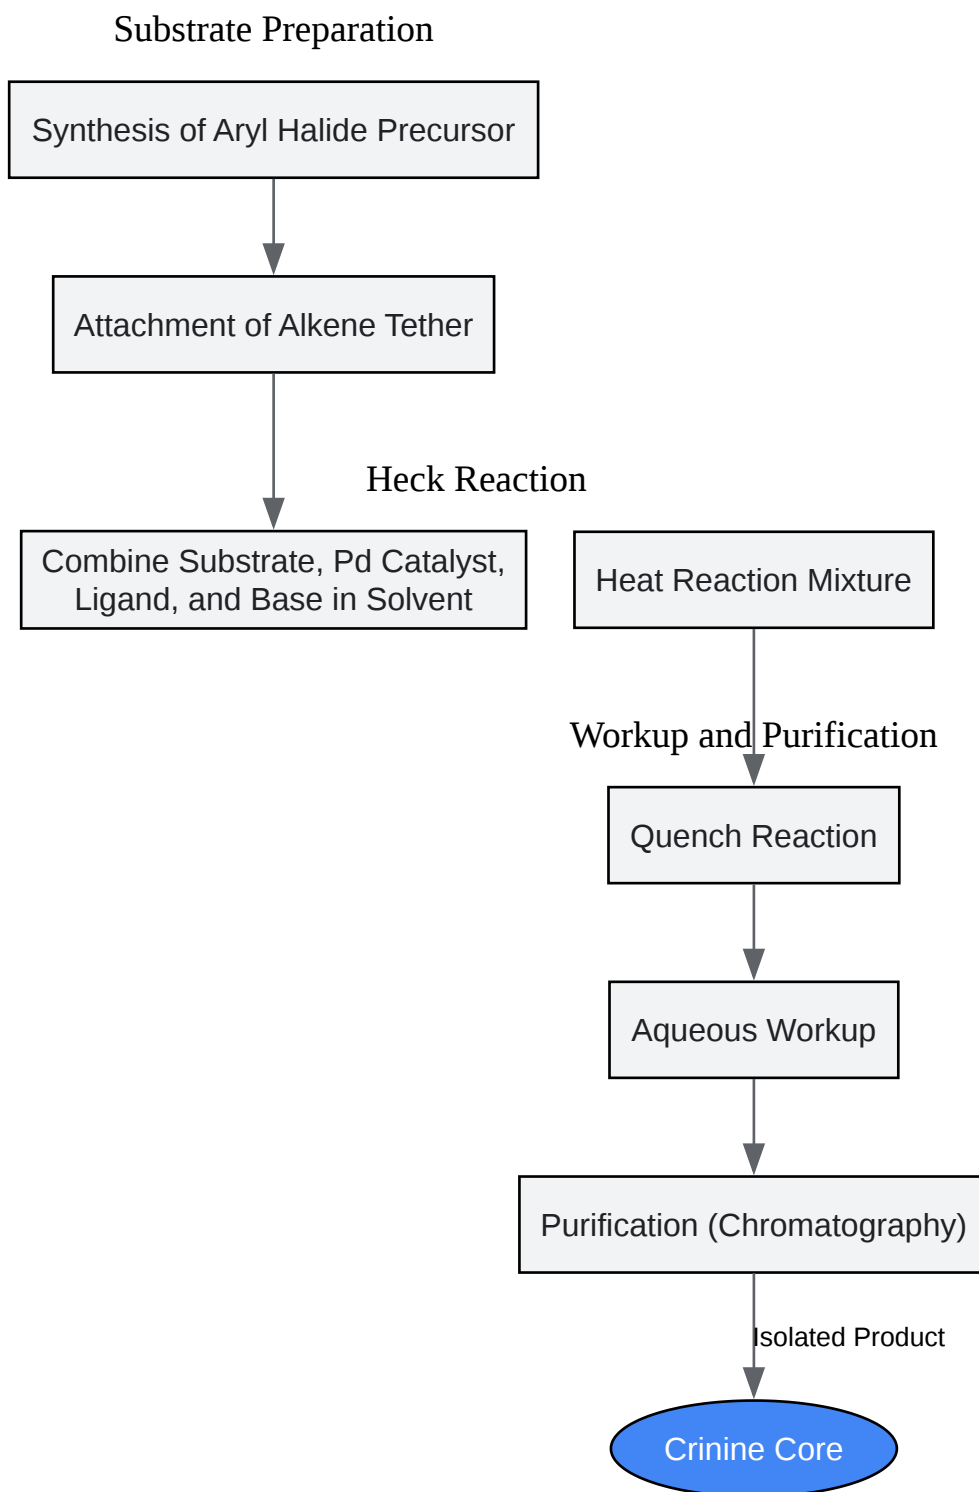 Substrate Preparation
Synthesis of Aryl Halide Precursor
Attachment of Alkene Tether
Heck Reaction
Combine Substrate, Pd Catalyst,
Ligand, and Base in Solvent
Heat Reaction Mixture
Workup and Purification
Quench Reaction
Aqueous Workup
Purification (Chromatography)
Isolated Product
Crinine Core